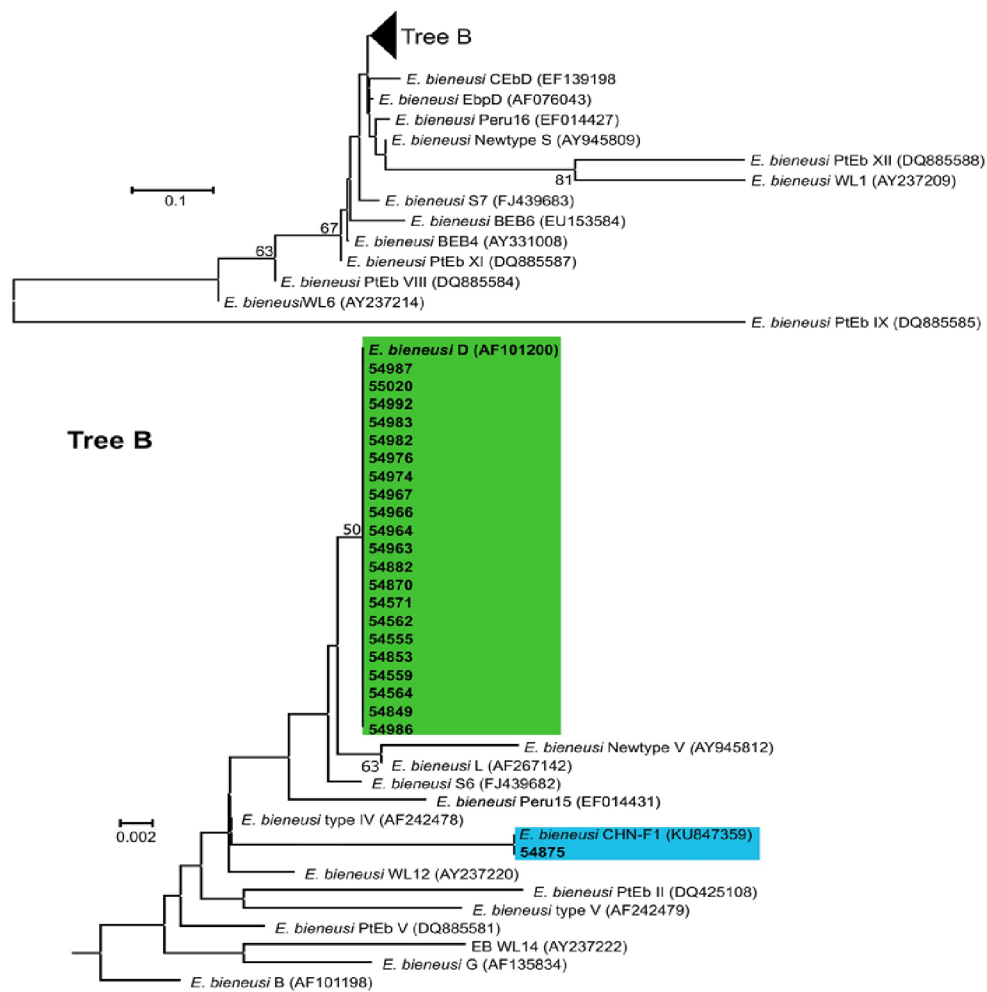 Tree B
E. bieneusi CEbD (EF139198
E. bieneusi EbpD (AF076043)
E. bieneusi Peru16 (EF014427)
E. bieneusi Newtype S (AY945809)
E. bieneusi PtEb XII (DQ885588)
81
E. bieneusi WL1 (AY237209)
0.1
E. bieneusi S7 (FJ439683)
E. bieneusi BEB6 (EU153584)
67
E. bieneusi BEB4 (AY331008)
63
E. bieneusi PtEb XI (DQ885587)
E. bieneusi PtEb VIII (DQ885584)
E. bieneusiWL6 (AY237214)
E. bieneusi PtEb IX (DQ885585)
E. bieneusi D (AF101200)
54987
55020
54992
54983
Tree B
54982
54976
54974
54967
54966
50
54964
54963
54882
54870
54571
54562
54555
54853
54559
54564
54849
54986
E. bieneusi Newtype V (AY945812)
63
E. bieneusi L (AF267142)
E. bieneusi S6 (FJ439682)
E. bieneusi Peru15 (EF014431)
0.002
E. bieneusi type IV (AF242478)
E. bieneusi CHN-F1 (KU847359)
54875
E. bieneusi WL12 (AY237220)
E. bieneusi PtEb II (DQ425108)
E. bieneusi type V (AF242479)
E. bieneusi PtEb V (DQ885581)
EB WL14 (AY237222)
E. bieneusi G (AF135834)
E. bieneusi B (AF101198)